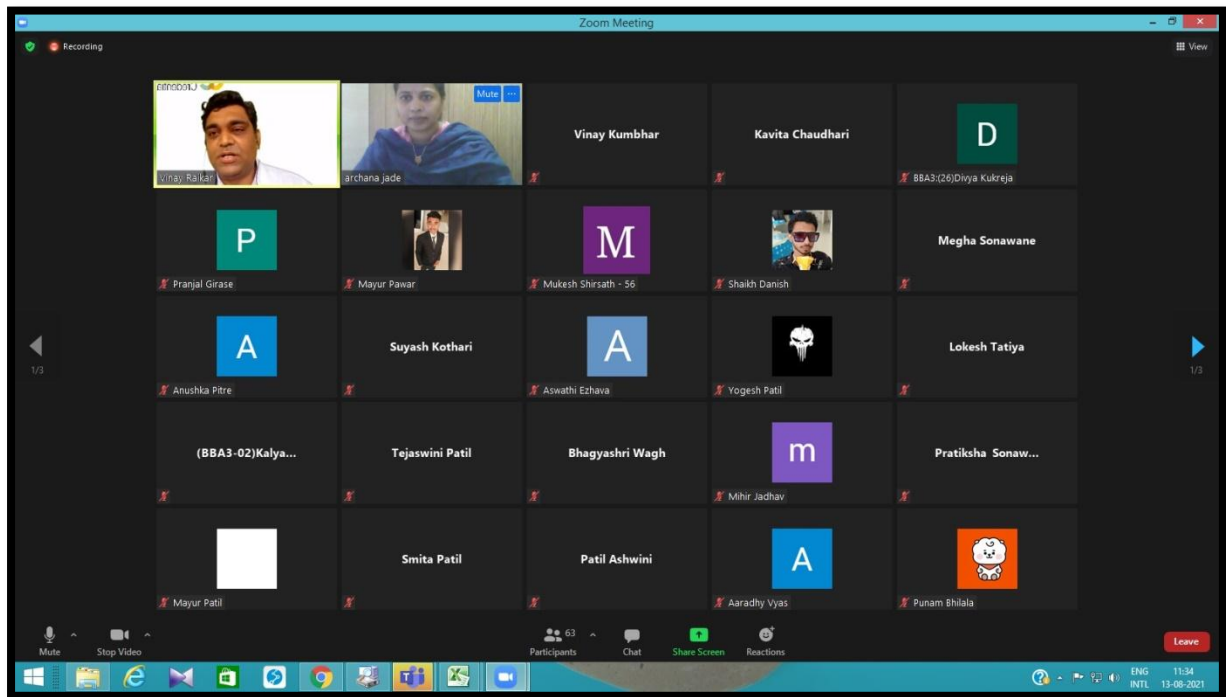 Zoom Meeting
Recording
View
Vinay Raikar
archana jade
Mute
Vinay Kumbhar
Kavita Chaudhari
D
BBA3:(26)Divya Kukreja
P
Pranjal Girase
Mayur Pawar
M
Mukesh Shirsath - 56
Shaikh Danish
Megha Sonawane
A
Anushka Pitre
Suyash Kothari
A
Aswathi Ezhava
Yogesh Patil
Lokesh Tatiya
1/3
1/3
(BBA3-02)Kalya...
Tejaswini Patil
Bhagyashri Wagh
m
Mihir Jadhav
Pratiksha Sonaw...
Mayur Patil
Smita Patil
Patil Ashwini
A
Aaradhy Vyas
Punam Bhilala
Mute
Stop Video
63
Participants
Chat
Share Screen
Reactions
Leave
ENG
INTL
11:34
13-08-2021